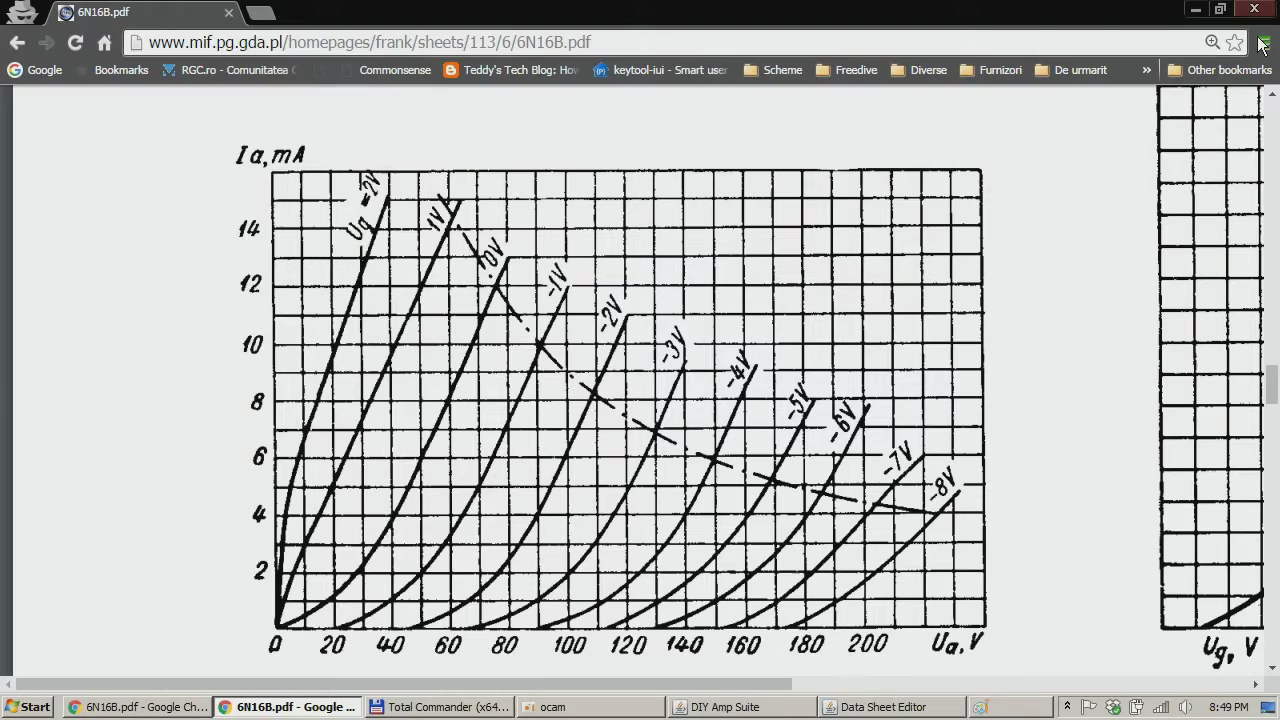 6N16B.pdf
www.mif.pg.gda.pl/homepages/frank/sheets/113/6/6N16B.pdf
Google Bookmarks RGC.ro - Comunitatea Commonsense Teddy's Tech Blog: Ho keytool-iui - Smart user Scheme Freedive Diverse Furnizori De urmarit » Other bookmarks
Ia, mA
Ug =2V
1V
0V
-1V
-2V
-3V
-4V
-5V
-6V
-7V
-8V
14
12
10
8
6
4
2
0 20 40 60 80 100 120 140 160 180 200 Ua, V
Ug, V
Start 6N16B.pdf - Google Ch... 6N16B.pdf - Google ... Total Commander (x64... ocam DIY Amp Suite Data Sheet Editor 8:49 PM